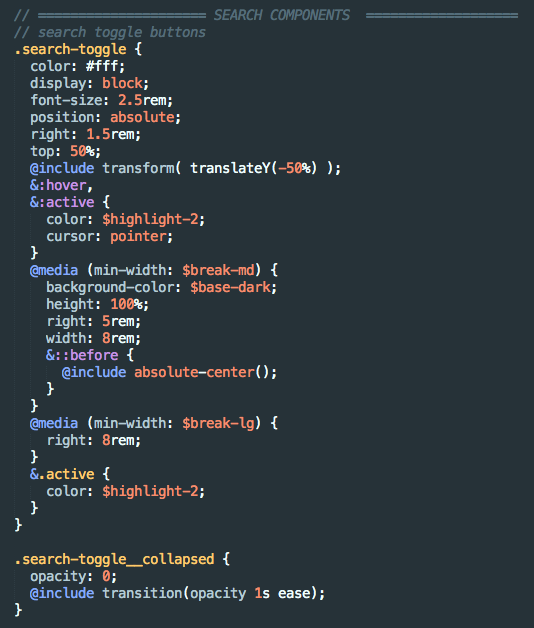 // ===================== SEARCH COMPONENTS  ===================
// search toggle buttons
.search-toggle {
  color: #fff;
  display: block;
  font-size: 2.5rem;
  position: absolute;
  right: 1.5rem;
  top: 50%;
  @include transform( translateY(-50%) );
  &:hover,
  &:active {
    color: $highlight-2;
    cursor: pointer;
  }
  @media (min-width: $break-md) {
    background-color: $base-dark;
    height: 100%;
    right: 5rem;
    width: 8rem;
    &::before {
      @include absolute-center();
    }
  }
  @media (min-width: $break-lg) {
    right: 8rem;
  }
  &.active {
    color: $highlight-2;
  }
}

.search-toggle__collapsed {
  opacity: 0;
  @include transition(opacity 1s ease);
}